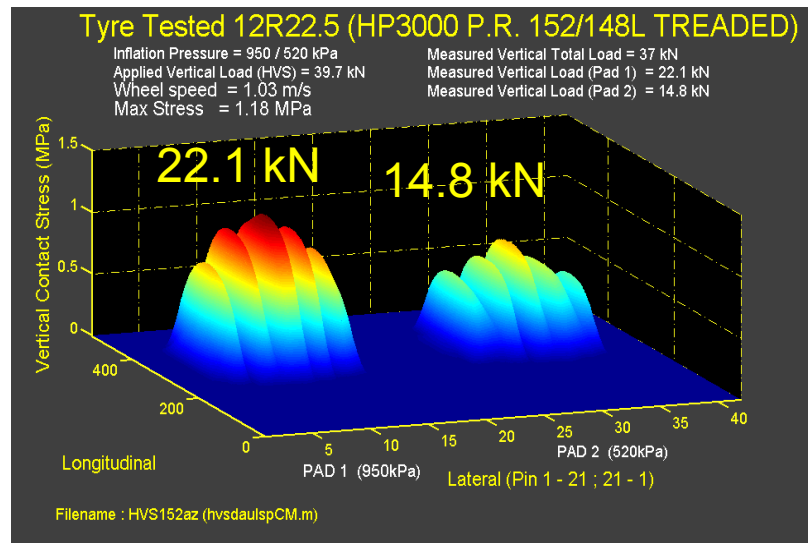 Tyre Tested 12R22.5 (HP3000 P.R. 152/148L TREADED)
Inflation Pressure = 950 / 520 kPa
Applied Vertical Load (HVS) = 39.7 kN
Wheel speed = 1.03 m/s
Max Stress = 1.18 MPa
Measured Vertical Total Load = 37 kN
Measured Vertical Load (Pad 1) = 22.1 kN
Measured Vertical Load (Pad 2) = 14.8 kN
22.1 kN
14.8 kN
Vertical Contact Stress (MPa)
1.5
1
0.5
0
400
200
0
5
10
15
20
25
30
35
40
Longitudinal
PAD 1 (950kPa)
PAD 2 (520kPa)
Lateral (Pin 1 - 21 ; 21 - 1)
Filename : HVS152az (hvsdaulspCM.m)